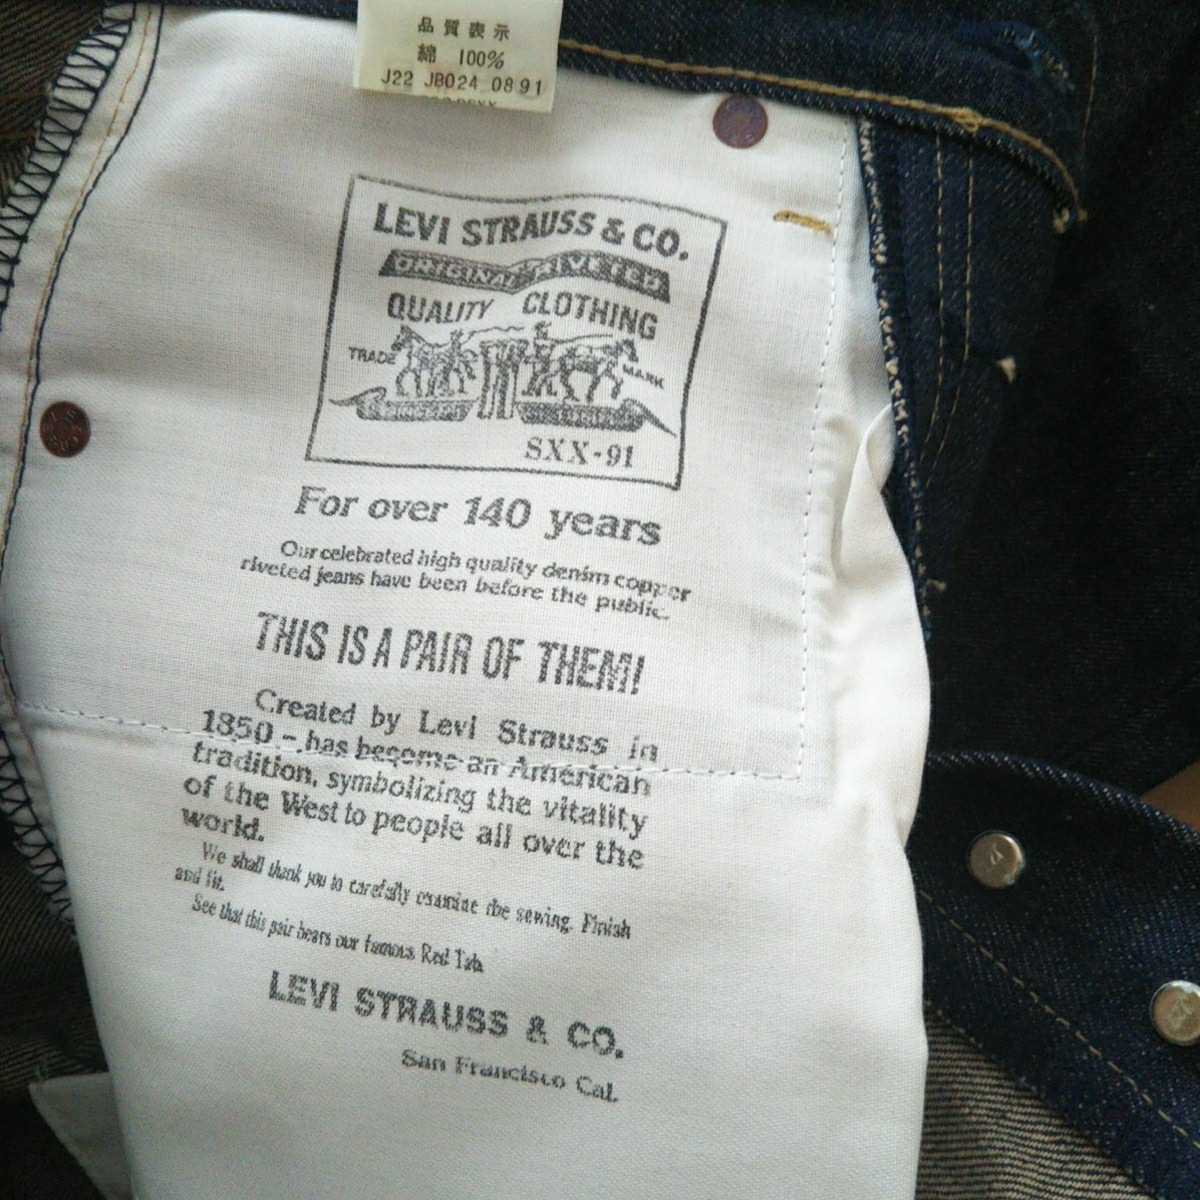 品質表示
綿 100%
J22 JB024 0891
LEVI STRAUSS & CO.
ORIGINAL RIVETED
QUALITY CLOTHING
TRADE MARK
SXX-91
For over 140 years
Our celebrated high quality denim copper
riveted jeans have been before the public.
THIS IS A PAIR OF THEM!
Created by Levi Strauss in
1850 – has become an American
tradition, symbolizing the vitality
of the West to people all over the
world.
We shall thank you to carefully examine the sewing. Finish
and fit.
See that this pair bears our famous Red Tab.
LEVI STRAUSS & CO.
San Francisco Cal.